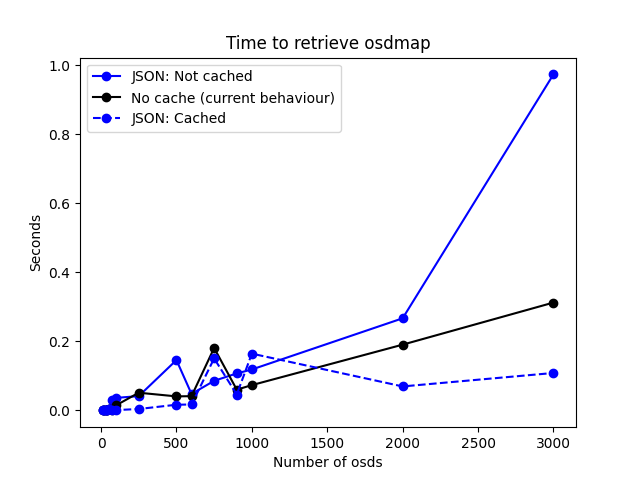 Time to retrieve osdmap
JSON: Not cached
No cache (current behaviour)
JSON: Cached
1.0
0.8
0.6
0.4
0.2
0.0
Seconds
0 500 1000 1500 2000 2500 3000
Number of osds